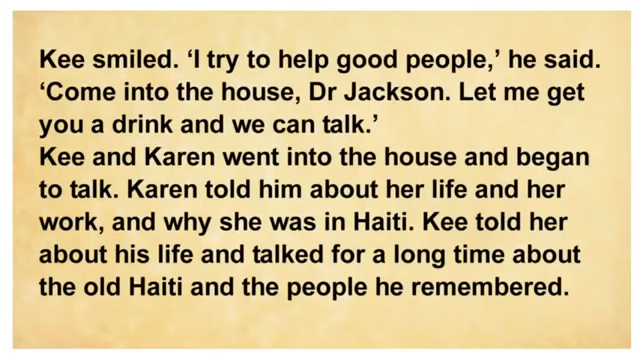 Kee smiled. ‘I try to help good people,’ he said.
‘Come into the house, Dr Jackson. Let me get
you a drink and we can talk.’
Kee and Karen went into the house and began
to talk. Karen told him about her life and her
work, and why she was in Haiti. Kee told her
about his life and talked for a long time about
the old Haiti and the people he remembered.